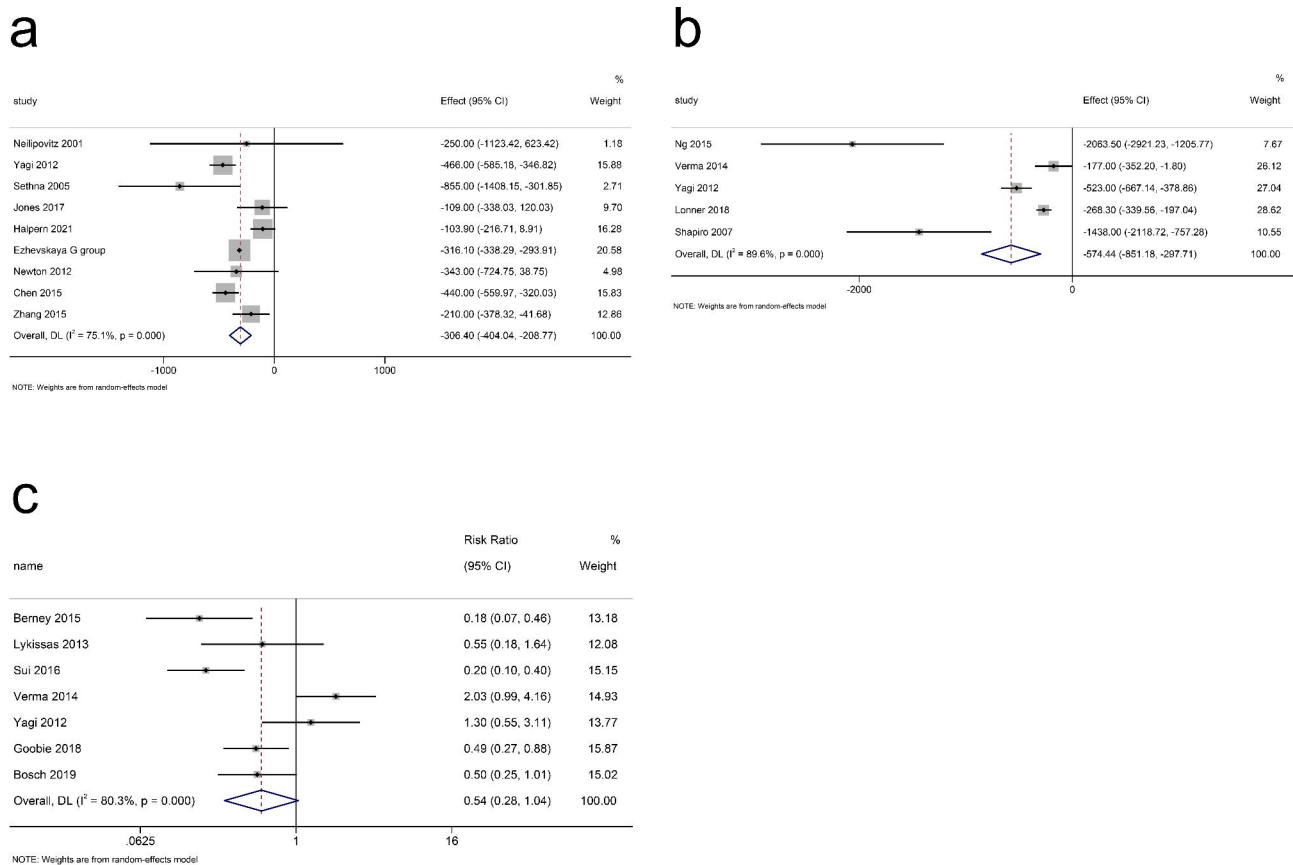 a
%
study Effect (95% CI) Weight
Neilipovitz 2001 -250.00 (-1123.42, 623.42) 1.18
Yagi 2012 -466.00 (-585.18, -346.82) 15.88
Sethna 2005 -855.00 (-1408.15, -301.85) 2.71
Jones 2017 -109.00 (-338.03, 120.03) 9.70
Halpern 2021 -103.90 (-216.71, 8.91) 16.28
Ezhevskaya G group -316.10 (-338.29, -293.91) 20.58
Newton 2012 -343.00 (-724.75, 38.75) 4.98
Chen 2015 -440.00 (-559.97, -320.03) 15.83
Zhang 2015 -210.00 (-378.32, -41.68) 12.86
Overall, DL (I² = 75.1%, p = 0.000) -306.40 (-404.04, -208.77) 100.00
-1000 0 1000
NOTE: Weights are from random-effects model
b
%
study Effect (95% CI) Weight
Ng 2015 -2063.50 (-2921.23, -1205.77) 7.67
Verma 2014 -177.00 (-352.20, -1.80) 26.12
Yagi 2012 -523.00 (-667.14, -378.86) 27.04
Lonner 2018 -268.30 (-339.56, -197.04) 28.62
Shapiro 2007 -1438.00 (-2118.72, -757.28) 10.55
Overall, DL (I² = 89.6%, p = 0.000) -574.44 (-851.18, -297.71) 100.00
-2000 0
NOTE: Weights are from random-effects model
c
Risk Ratio %
name (95% CI) Weight
Berney 2015 0.18 (0.07, 0.46) 13.18
Lykissas 2013 0.55 (0.18, 1.64) 12.08
Sui 2016 0.20 (0.10, 0.40) 15.15
Verma 2014 2.03 (0.99, 4.16) 14.93
Yagi 2012 1.30 (0.55, 3.11) 13.77
Goobie 2018 0.49 (0.27, 0.88) 15.87
Bosch 2019 0.50 (0.25, 1.01) 15.02
Overall, DL (I² = 80.3%, p = 0.000) 0.54 (0.28, 1.04) 100.00
.0625 1 16
NOTE: Weights are from random-effects model